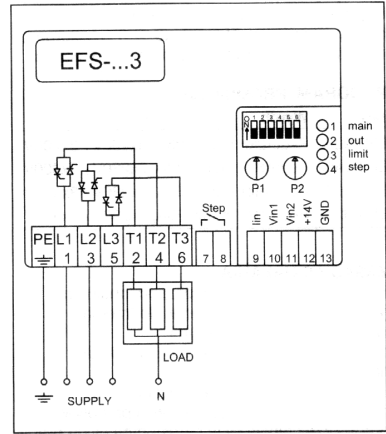 EFS-...3
ON
1 2 3 4 5 6
1 main
2 out
3 limit
4 step
P1 P2
Step
Iin Vin1 Vin2 +14V GND
PE L1 L2 L3 T1 T2 T3
1 3 5 2 4 6 7 8 9 10 11 12 13
LOAD
SUPPLY N